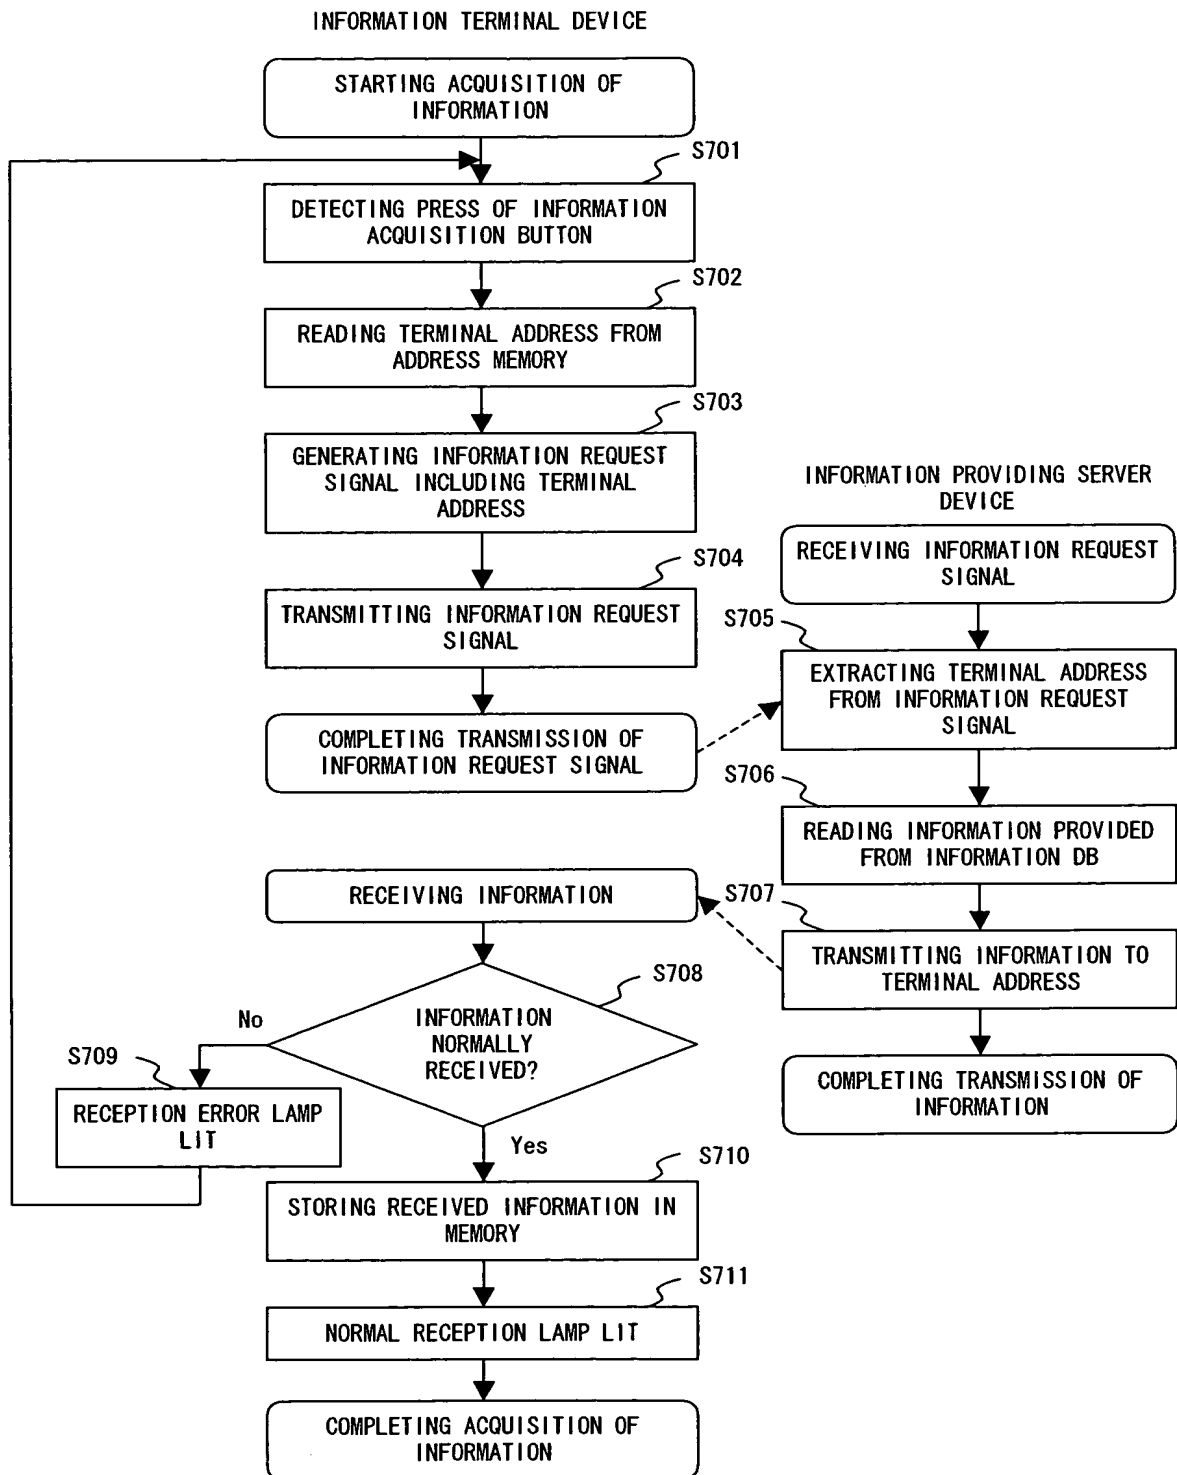 INFORMATION TERMINAL DEVICE
STARTING ACQUISITION OF
INFORMATION
S701
DETECTING PRESS OF INFORMATION
ACQUISITION BUTTON
S702
READING TERMINAL ADDRESS FROM
ADDRESS MEMORY
S703
GENERATING INFORMATION REQUEST
SIGNAL INCLUDING TERMINAL
ADDRESS
S704
TRANSMITTING INFORMATION REQUEST
SIGNAL
COMPLETING TRANSMISSION OF
INFORMATION REQUEST SIGNAL
INFORMATION PROVIDING SERVER
DEVICE
RECEIVING INFORMATION REQUEST
SIGNAL
S705
EXTRACTING TERMINAL ADDRESS
FROM INFORMATION REQUEST
SIGNAL
S706
READING INFORMATION PROVIDED
FROM INFORMATION DB
S707
TRANSMITTING INFORMATION TO
TERMINAL ADDRESS
COMPLETING TRANSMISSION OF
INFORMATION
RECEIVING INFORMATION
S708
INFORMATION
NORMALLY
RECEIVED?
No
S709
RECEPTION ERROR LAMP
LIT
Yes
S710
STORING RECEIVED INFORMATION IN
MEMORY
S711
NORMAL RECEPTION LAMP LIT
COMPLETING ACQUISITION OF
INFORMATION